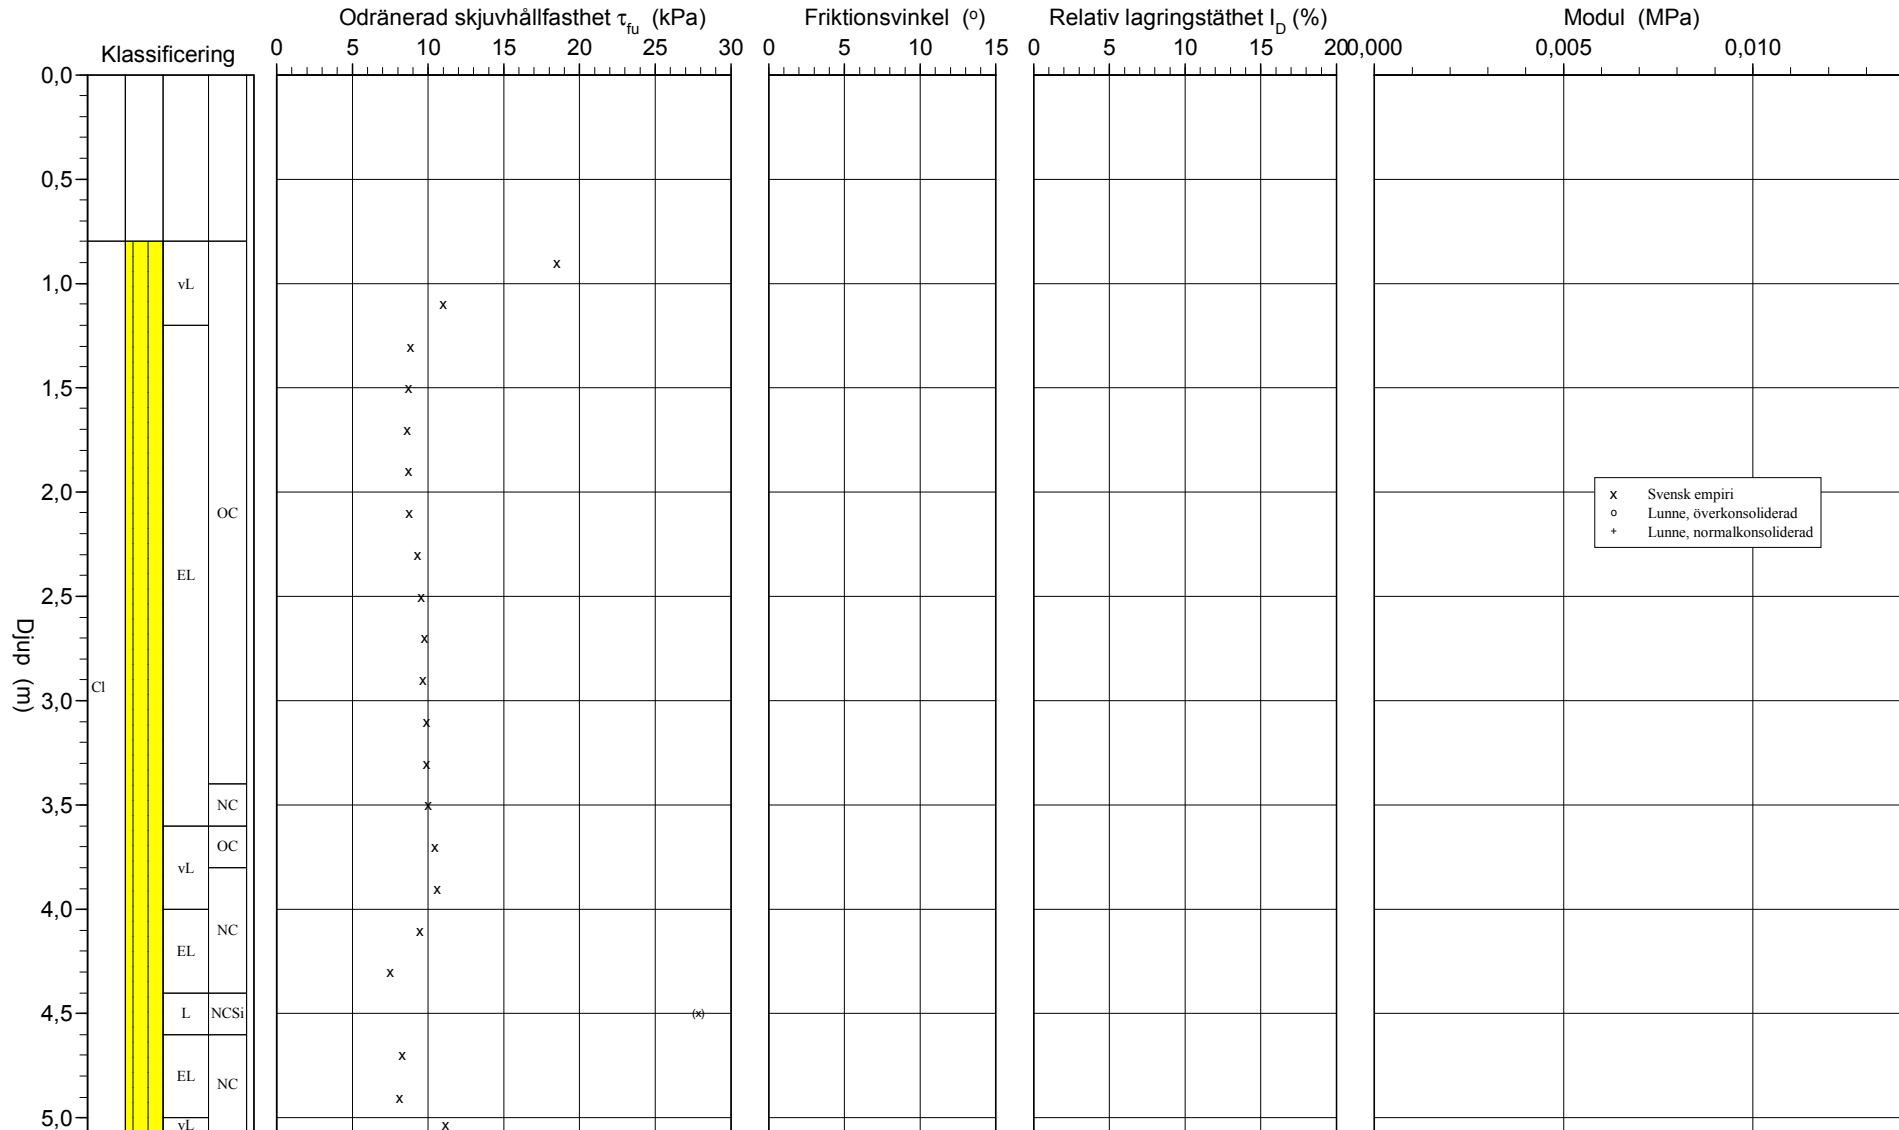 Klassificering
Odränerad skjuvhållfasthet τfu (kPa)
0 5 10 15 20 25 30
Friktionsvinkel (o)
0 5 10 15
Relativ lagringstäthet ID (%)
0 5 10 15 20
Modul (MPa)
0,000 0,005 0,010
Djup (m)
0,0
0,5
1,0
1,5
2,0
2,5
3,0
3,5
4,0
4,5
5,0
Cl
vL
EL
vL
EL
L
EL
vL
OC
NC
OC
NC
NCSi
NC
(x)
x Svensk empiri
o Lunne, överkonsoliderad
+ Lunne, normalkonsoliderad